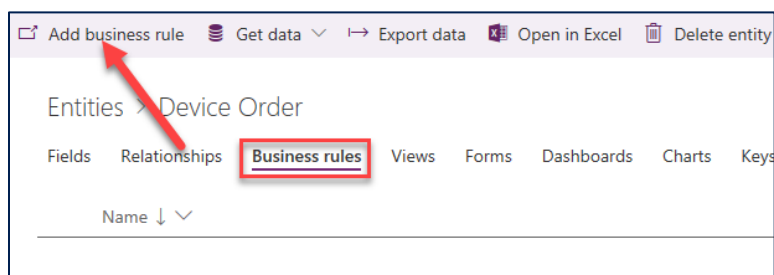 Add business rule Get data Export data Open in Excel Delete entity
Entities > Device Order
Fields Relationships Business rules Views Forms Dashboards Charts Keys
Name